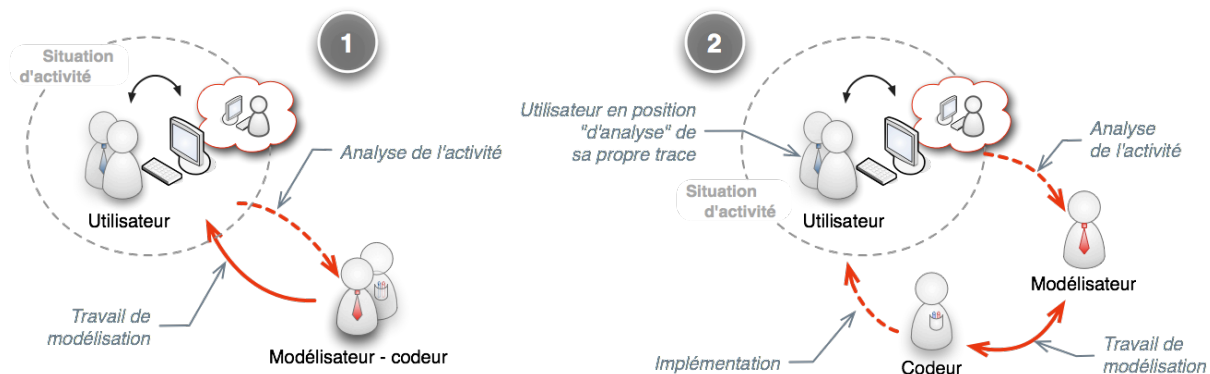 1
Situation
d'activité
Utilisateur
Analyse de l'activité
Travail de
modélisation
Modélisateur - codeur
2
Utilisateur en position
"d'analyse" de
sa propre trace
Situation
d'activité
Utilisateur
Analyse
de l'activité
Modélisateur
Implémentation
Codeur
Travail de
modélisation